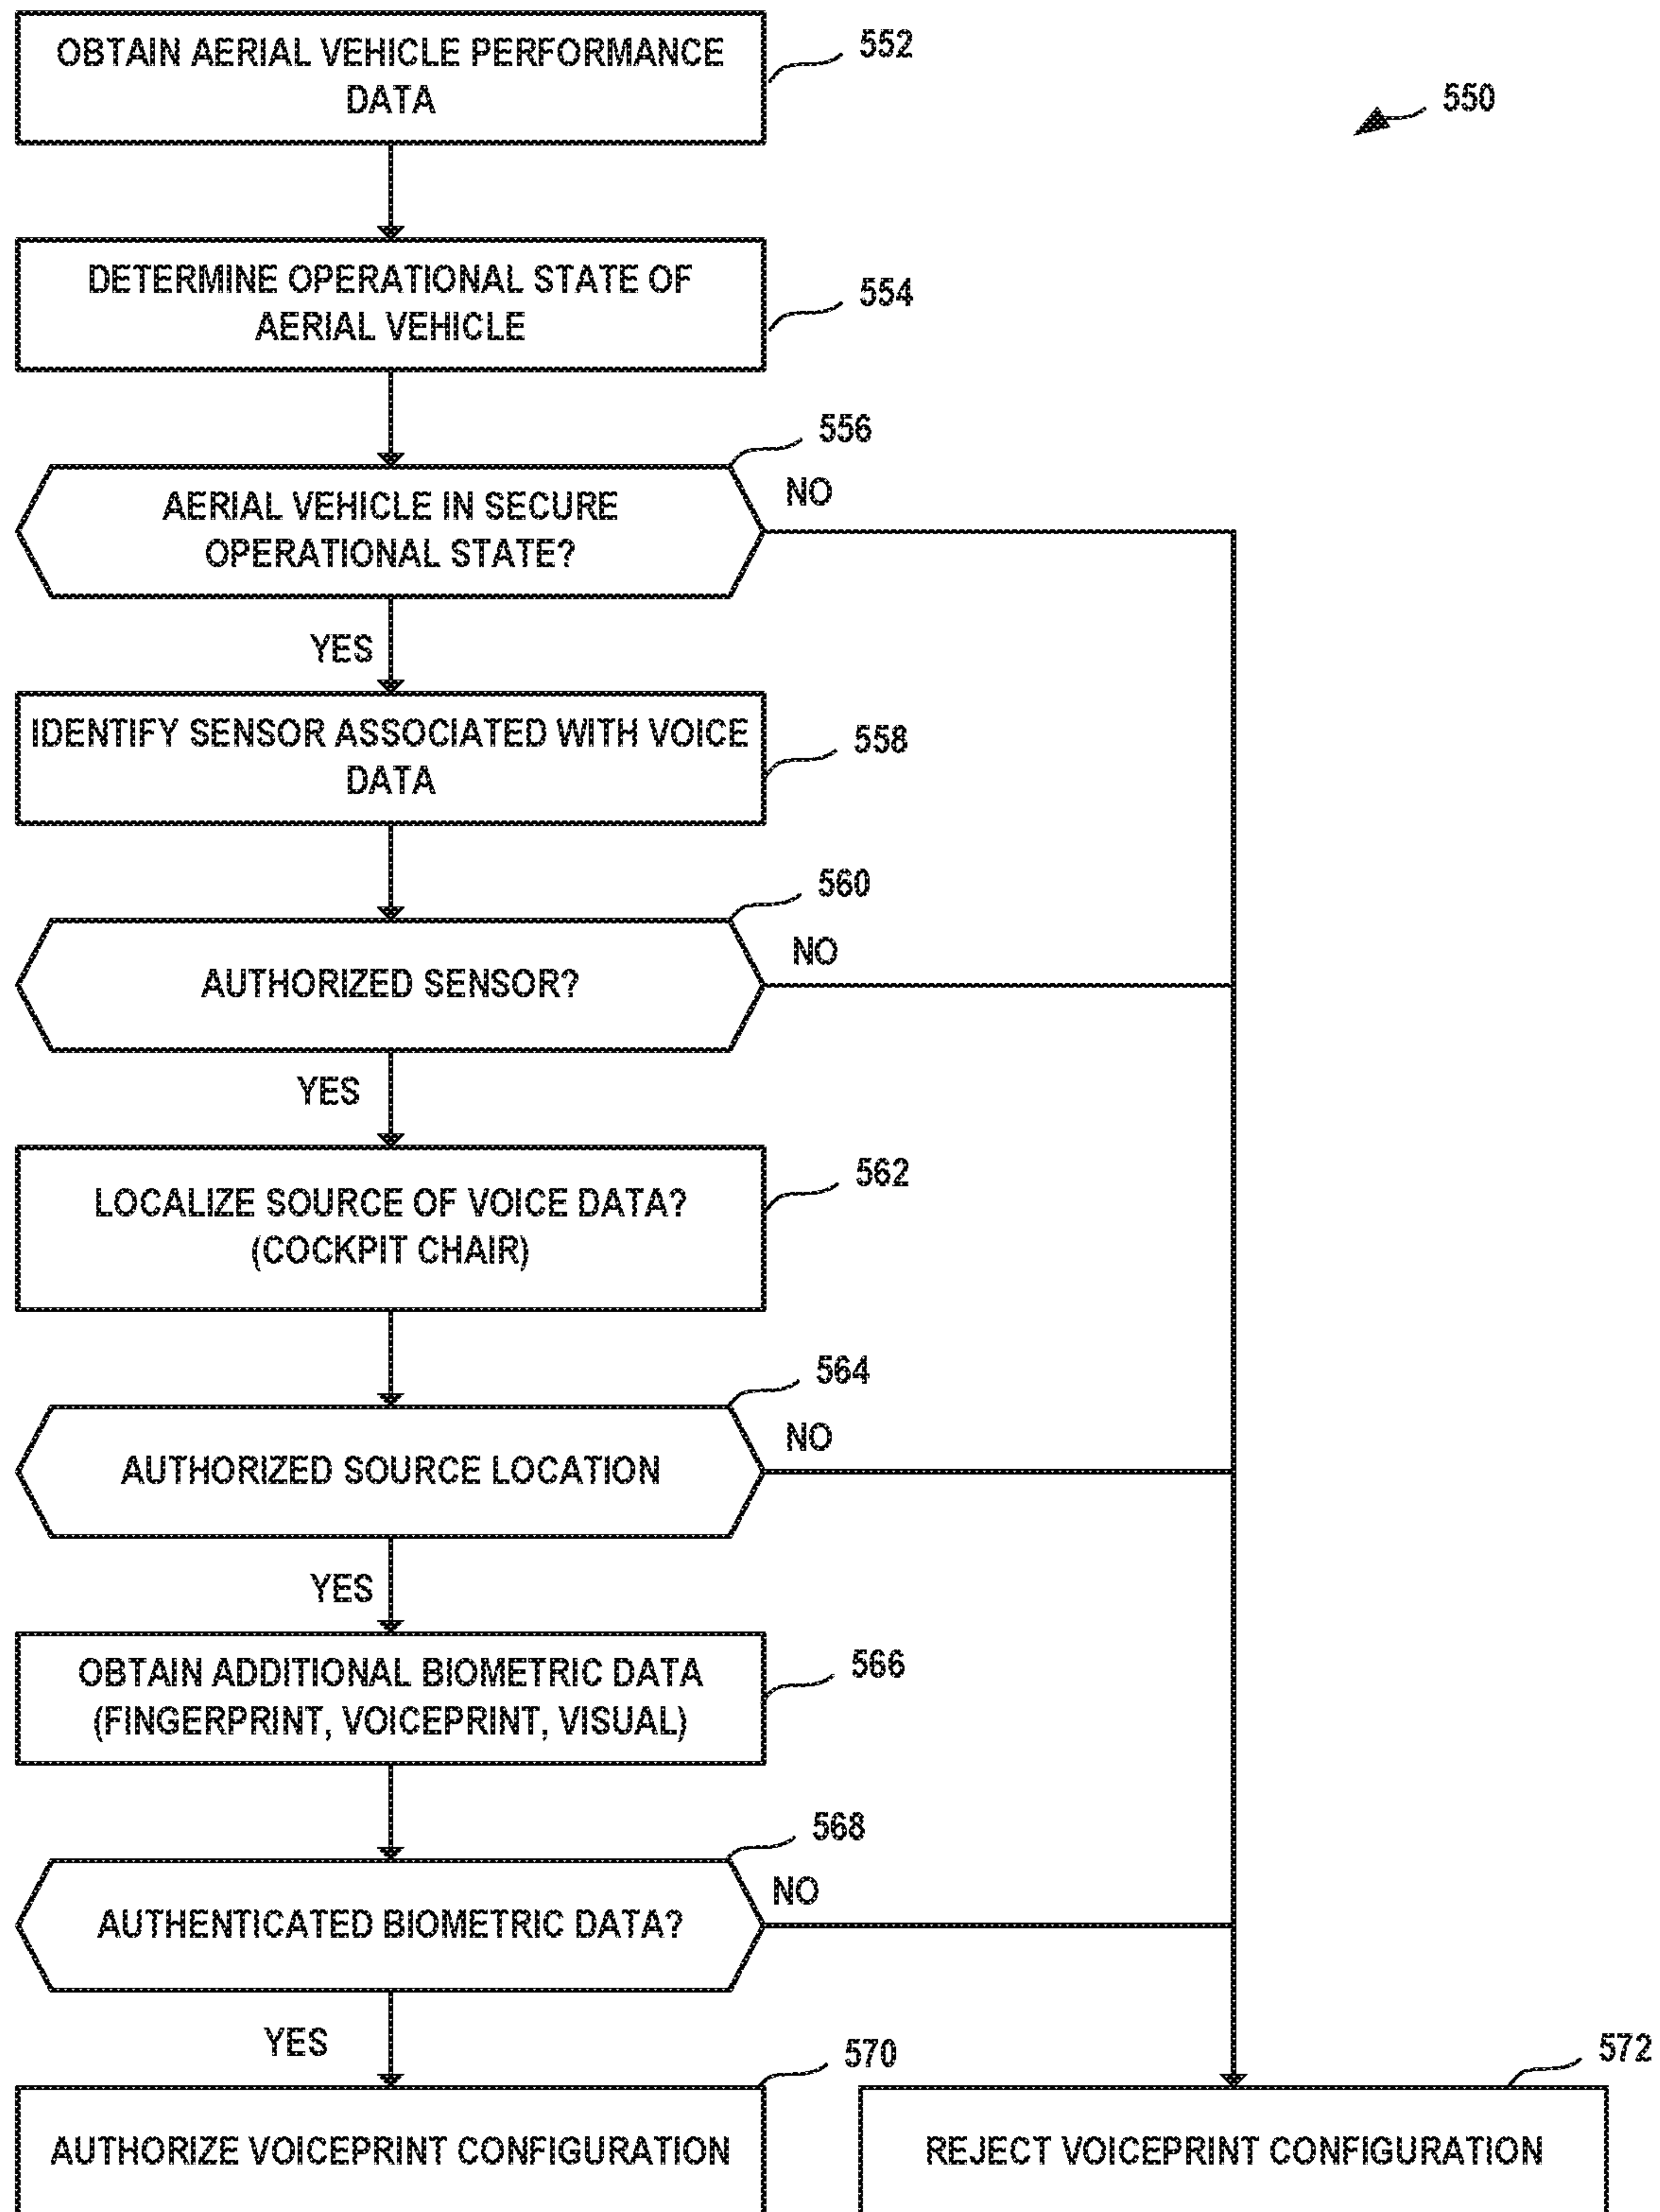 OBTAIN AERIAL VEHICLE PERFORMANCE
DATA
552
550
DETERMINE OPERATIONAL STATE OF
AERIAL VEHICLE
554
556
AERIAL VEHICLE IN SECURE
OPERATIONAL STATE?
NO
YES
IDENTIFY SENSOR ASSOCIATED WITH VOICE
DATA
558
560
AUTHORIZED SENSOR?
NO
YES
LOCALIZE SOURCE OF VOICE DATA?
(COCKPIT CHAIR)
562
564
AUTHORIZED SOURCE LOCATION
NO
YES
OBTAIN ADDITIONAL BIOMETRIC DATA
(FINGERPRINT, VOICEPRINT, VISUAL)
566
568
AUTHENTICATED BIOMETRIC DATA?
NO
YES
570
AUTHORIZE VOICEPRINT CONFIGURATION
572
REJECT VOICEPRINT CONFIGURATION